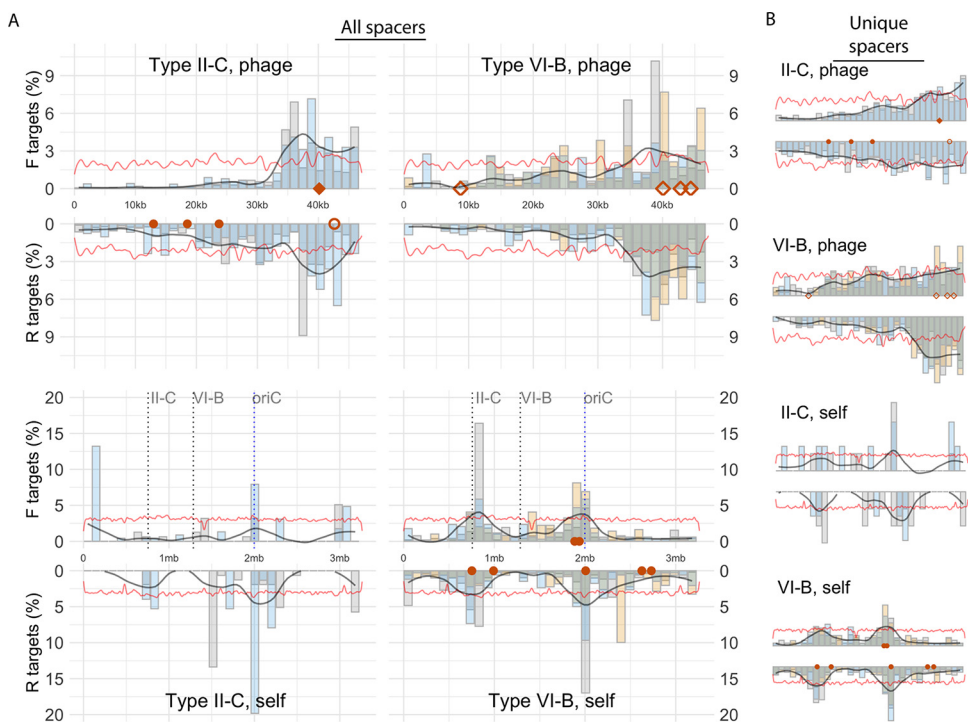 A
All spacers
B
Unique
spacers
Type II-C, phage
Type VI-B, phage
F targets (%)
9
6
3
0
0
3
6
9
0
10kb
20kb
30kb
40kb
0
10kb
20kb
30kb
40kb
R targets (%)
0
3
6
9
0
3
6
9
II-C, phage
VI-B, phage
II-C, self
VI-B, self
F targets (%)
20
15
10
5
0
II-C
VI-B
oriC
II-C
VI-B
oriC
20
15
10
5
0
0
1mb
2mb
3mb
0
1mb
2mb
3mb
R targets (%)
0
5
10
15
20
0
5
10
15
20
Type II-C, self
Type VI-B, self